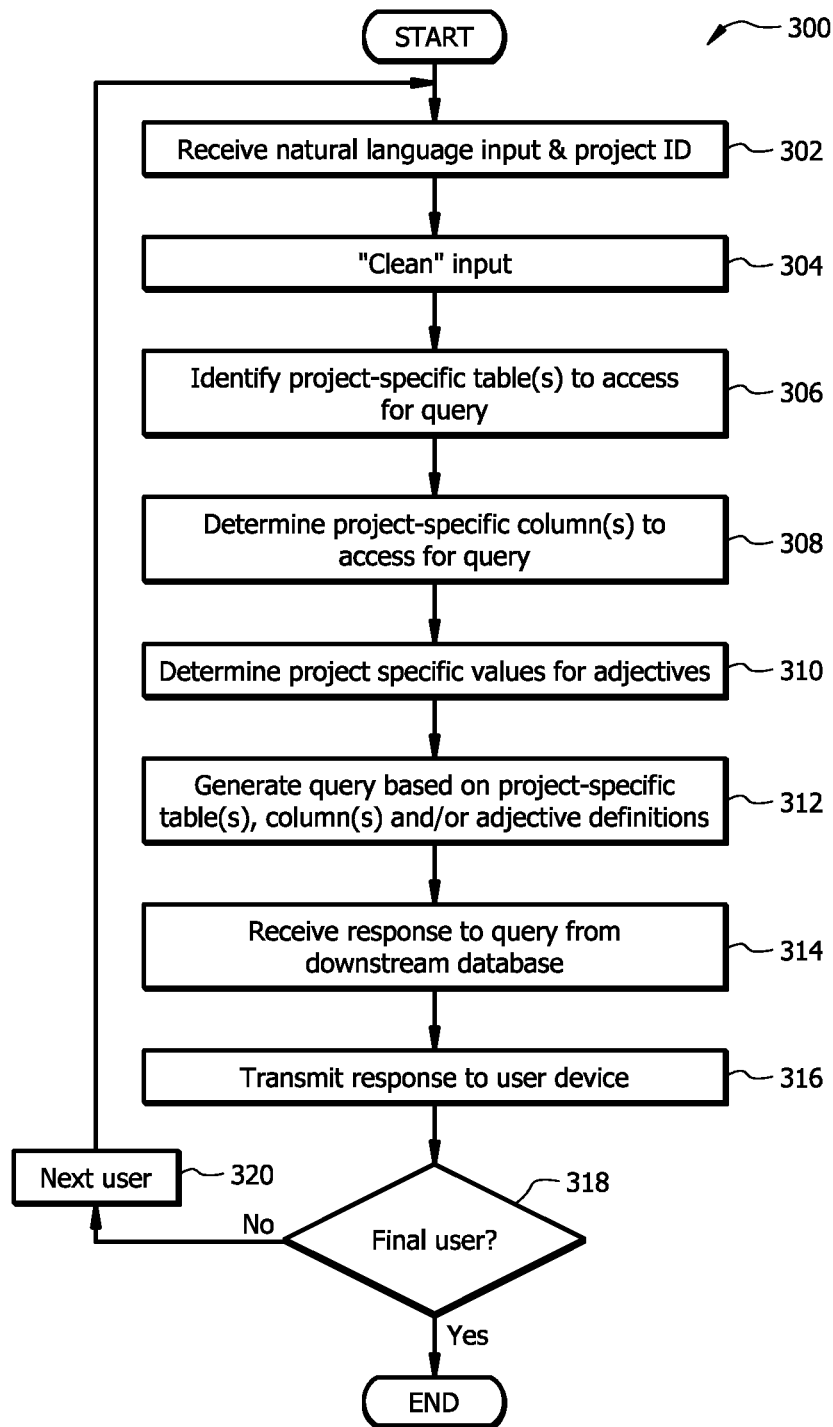 START
300
Receive natural language input & project ID
302
"Clean" input
304
Identify project-specific table(s) to access
for query
306
Determine project-specific column(s) to
access for query
308
Determine project specific values for adjectives
310
Generate query based on project-specific
table(s), column(s) and/or adjective definitions
312
Receive response to query from
downstream database
314
Transmit response to user device
316
Next user
320
318
No
Final user?
Yes
END